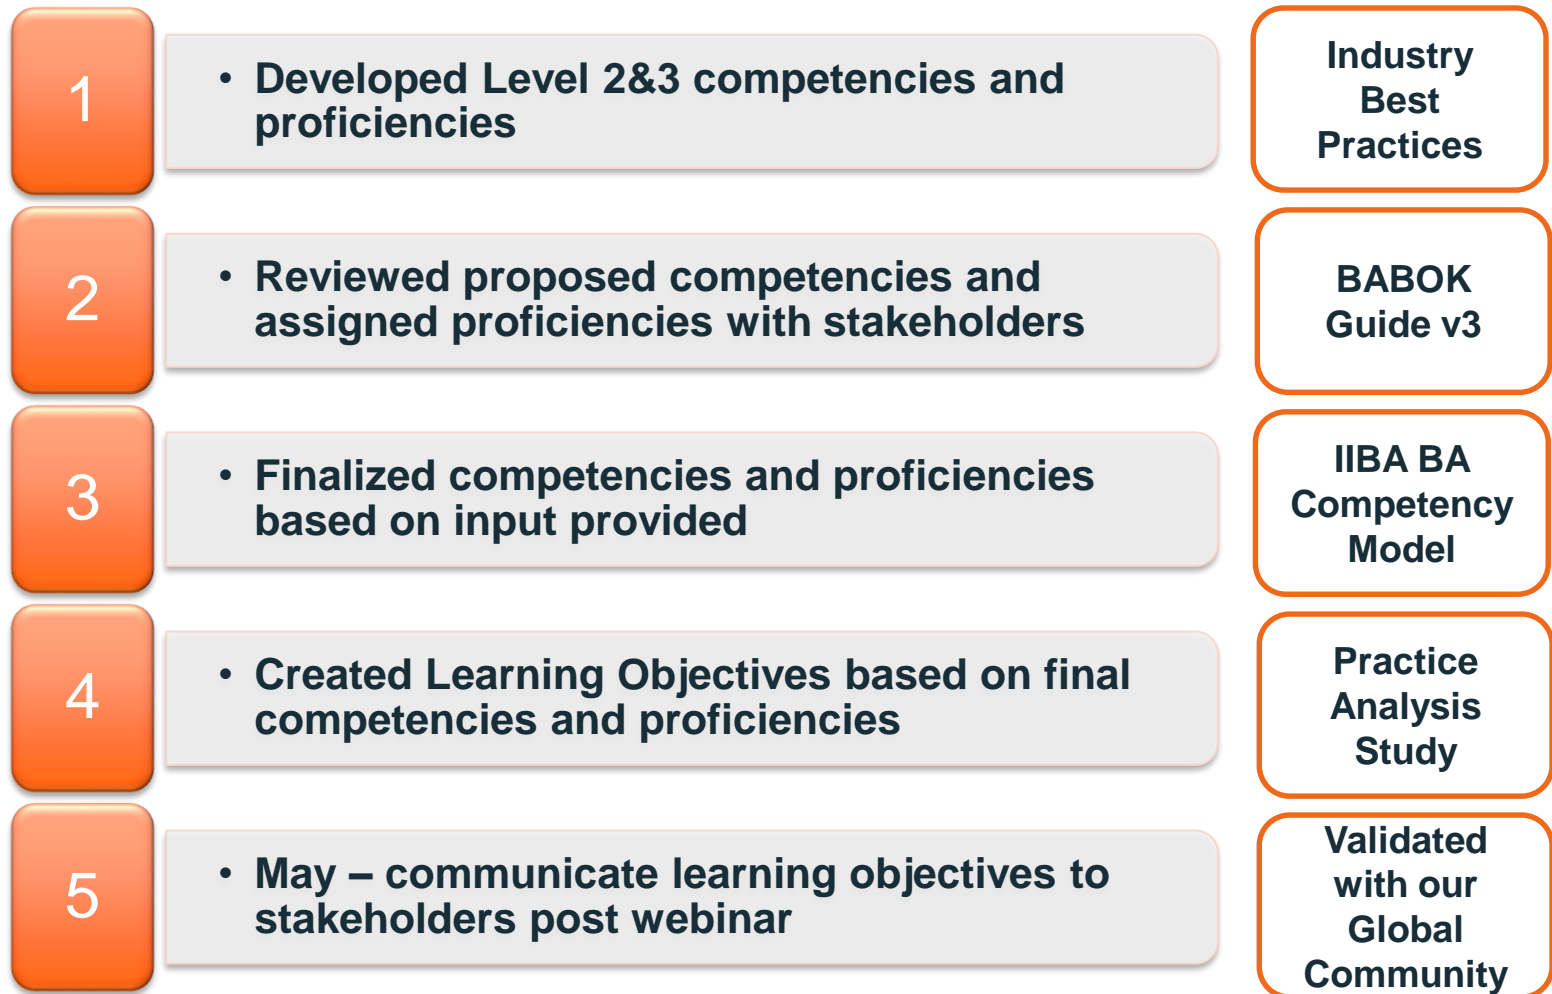 1
• Developed Level 2&3 competencies and
proficiencies
Industry
Best
Practices
2
• Reviewed proposed competencies and
assigned proficiencies with stakeholders
BABOK
Guide v3
3
• Finalized competencies and proficiencies
based on input provided
IIBA BA
Competency
Model
4
• Created Learning Objectives based on final
competencies and proficiencies
Practice
Analysis
Study
5
• May – communicate learning objectives to
stakeholders post webinar
Validated
with our
Global
Community